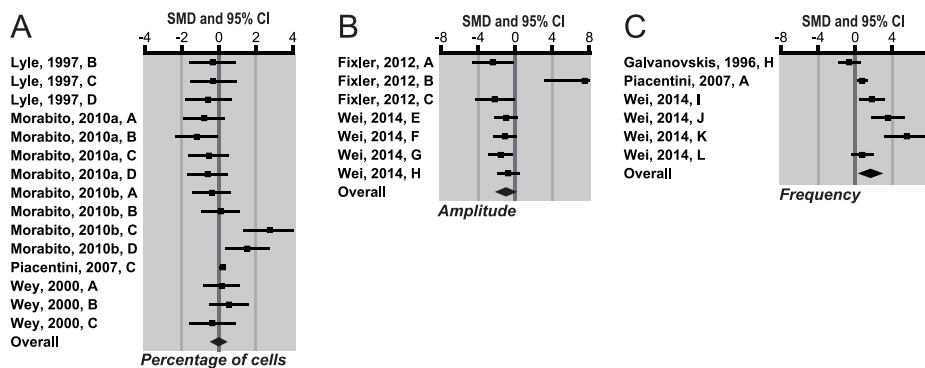 A
SMD and 95% CI
-4 -2 0 2 4
Lyle, 1997, B
Lyle, 1997, C
Lyle, 1997, D
Morabito, 2010a, A
Morabito, 2010a, B
Morabito, 2010a, C
Morabito, 2010a, D
Morabito, 2010b, A
Morabito, 2010b, B
Morabito, 2010b, C
Morabito, 2010b, D
Piacentini, 2007, C
Wey, 2000, A
Wey, 2000, B
Wey, 2000, C
Overall
Percentage of cells
B
SMD and 95% CI
-8 -4 0 4 8
Fixler, 2012, A
Fixler, 2012, B
Fixler, 2012, C
Wei, 2014, E
Wei, 2014, F
Wei, 2014, G
Wei, 2014, H
Overall
Amplitude
C
SMD and 95% CI
-8 -4 0 4 8
Galvanovskis, 1996, H
Piacentini, 2007, A
Wei, 2014, I
Wei, 2014, J
Wei, 2014, K
Wei, 2014, L
Overall
Frequency